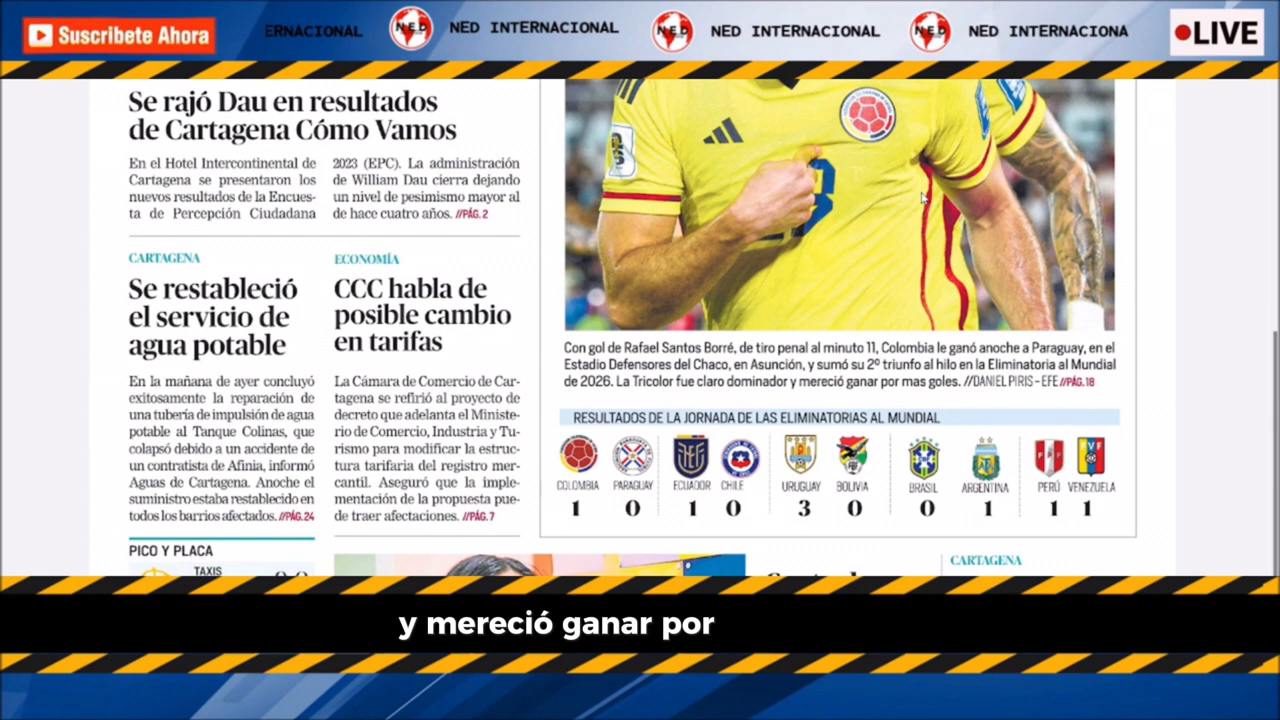 Suscribete Ahora
ERNACIONAL
NED
NED INTERNACIONAL
NED
NED INTERNACIONAL
NED
NED INTERNACIONA
LIVE
Se rajó Dau en resultados
de Cartagena Cómo Vamos
En el Hotel Intercontinental de
Cartagena se presentaron los
nuevos resultados de la Encues-
ta de Percepción Ciudadana
2023 (EPC). La administración
de William Dau cierra dejando
un nivel de pesimismo mayor al
de hace cuatro años. //PÁG. 2
CARTAGENA
Se restableció
el servicio de
agua potable
En la mañana de ayer concluyó
exitosamente la reparación de
una tubería de impulsión de agua
potable al Tanque Colinas, que
colapsó debido a un accidente de
un contratista de Afinia, informó
Aguas de Cartagena. Anoche el
suministro estaba restablecido en
todos los barrios afectados. //PÁG.24
ECONOMÍA
CCC habla de
posible cambio
en tarifas
La Cámara de Comercio de Car-
tagena se refirió al proyecto de
decreto que adelanta el Ministe-
rio de Comercio, Industria y Tu-
rismo para modificar la estruc-
tura tarifaria del registro mer-
cantil. Aseguró que la imple-
mentación de la propuesta pue-
de traer afectaciones. //PÁG. 7
Con gol de Rafael Santos Borré, de tiro penal al minuto 11, Colombia le ganó anoche a Paraguay, en el
Estadio Defensores del Chaco, en Asunción, y sumó su 2º triunfo al hilo en la Eliminatoria al Mundial
de 2026. La Tricolor fue claro dominador y mereció ganar por mas goles. //DANIEL PIRIS - EFE //PÁG. 18
RESULTADOS DE LA JORNADA DE LAS ELIMINATORIAS AL MUNDIAL
COLOMBIA PARAGUAY ECUADOR CHILE URUGUAY BOLIVIA BRASIL ARGENTINA PERÚ VENEZUELA
1 0 1 0 3 0 0 1 1 1
PICO Y PLACA
TAXIS
CARTAGENA
y mereció ganar por